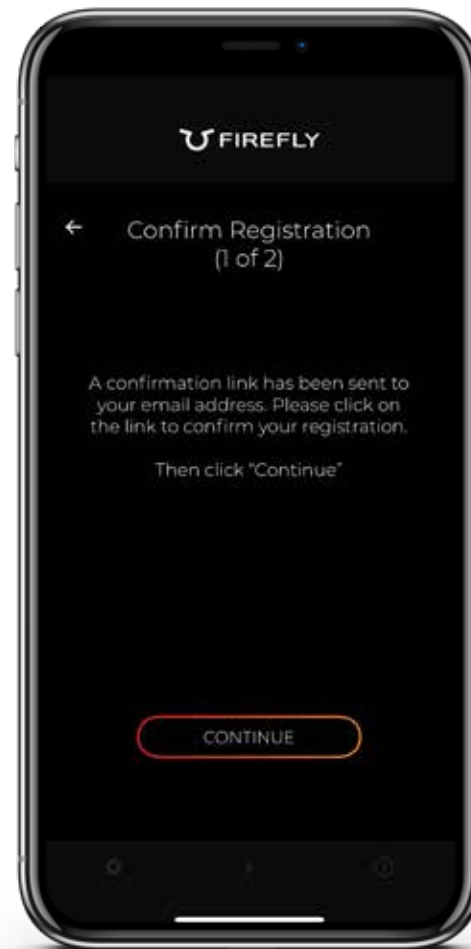 FIREFLY
Confirm Registration
(1 of 2)
A confirmation link has been sent to
your email address. Please click on
the link to confirm your registration.
Then click “Continue”
CONTINUE